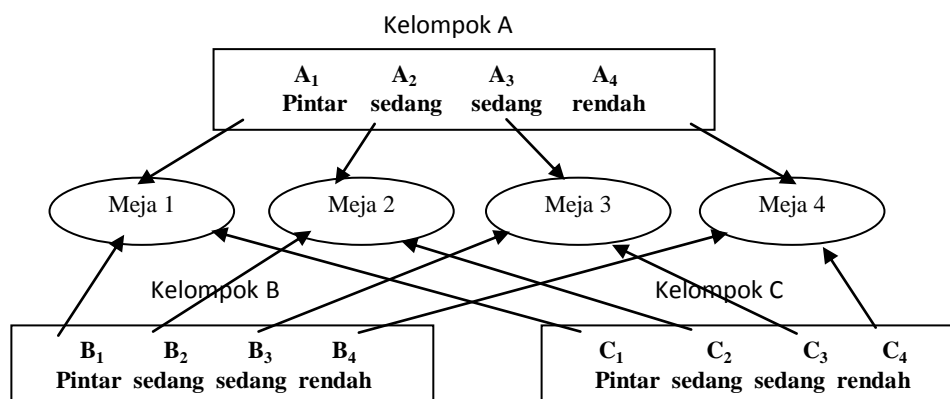 Kelompok A
A₁ A₂ A₃ A₄
Pintar sedang sedang rendah
Meja 1 Meja 2 Meja 3 Meja 4
Kelompok B Kelompok C
B₁ B₂ B₃ B₄ C₁ C₂ C₃ C₄
Pintar sedang sedang rendah Pintar sedang sedang rendah